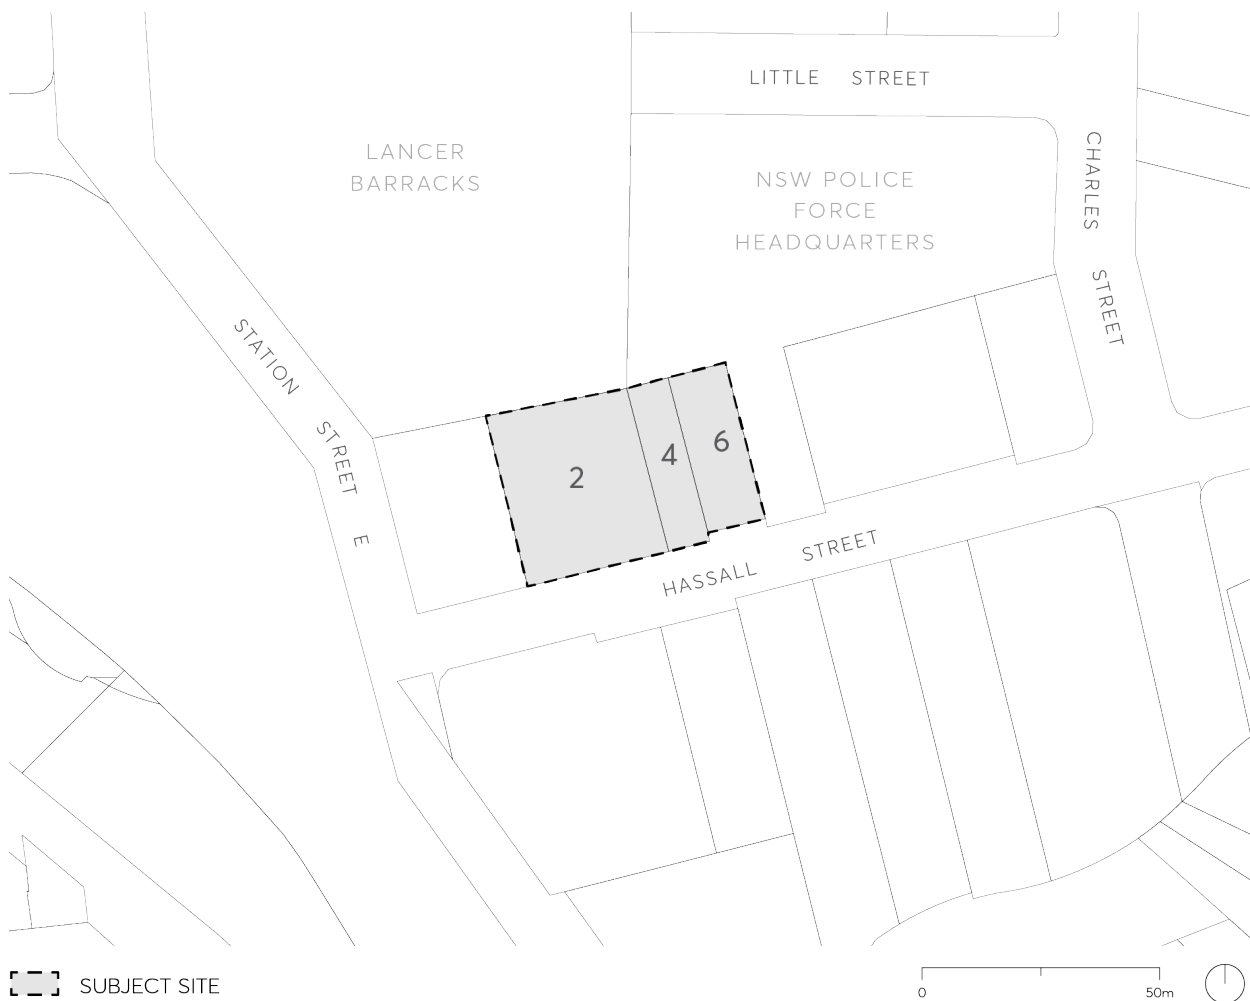 LITTLE STREET
LANCER
BARRACKS
NSW POLICE
FORCE
HEADQUARTERS
CHARLES STREET
STATION STREET E
2
4
6
HASSALL STREET
SUBJECT SITE
0
50m